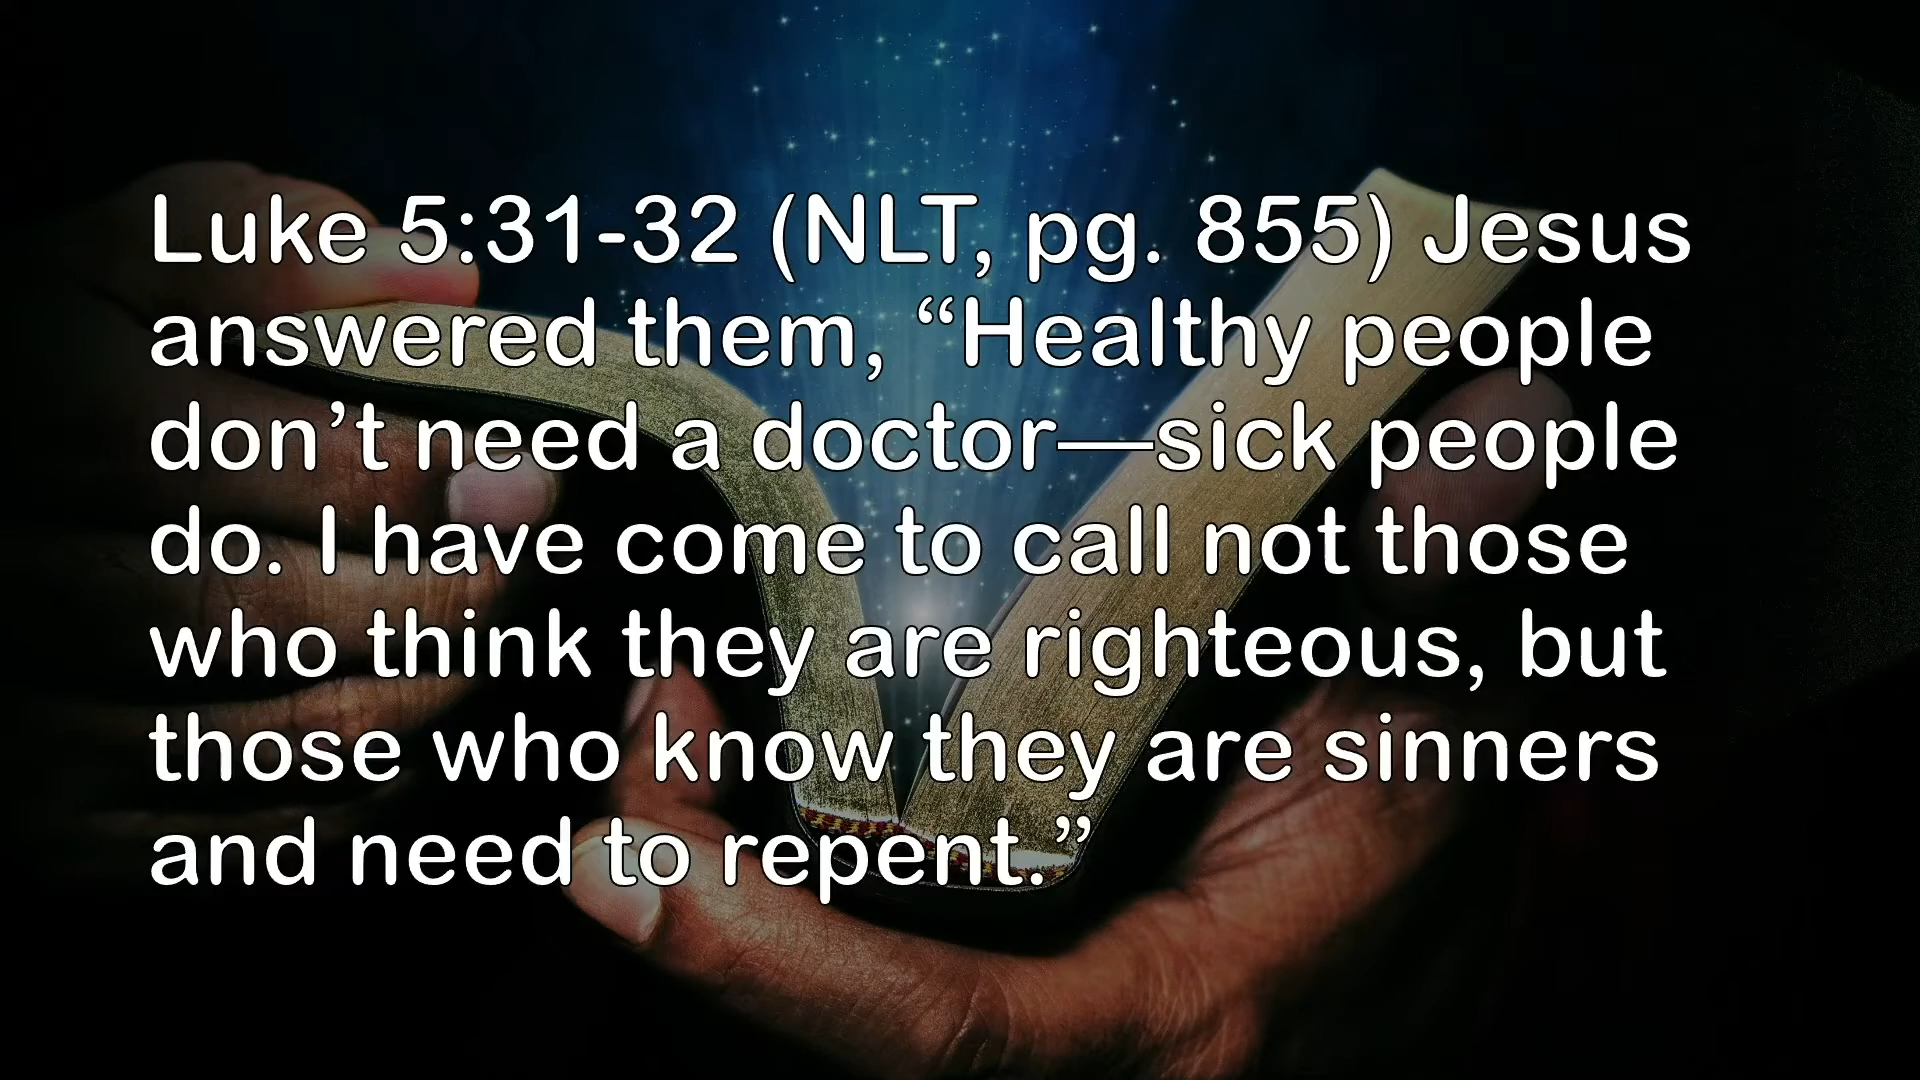 Luke 5:31-32 (NLT, pg. 855) Jesus
answered them, “Healthy people
don’t need a doctor—sick people
do. I have come to call not those
who think they are righteous, but
those who know they are sinners
and need to repent.”